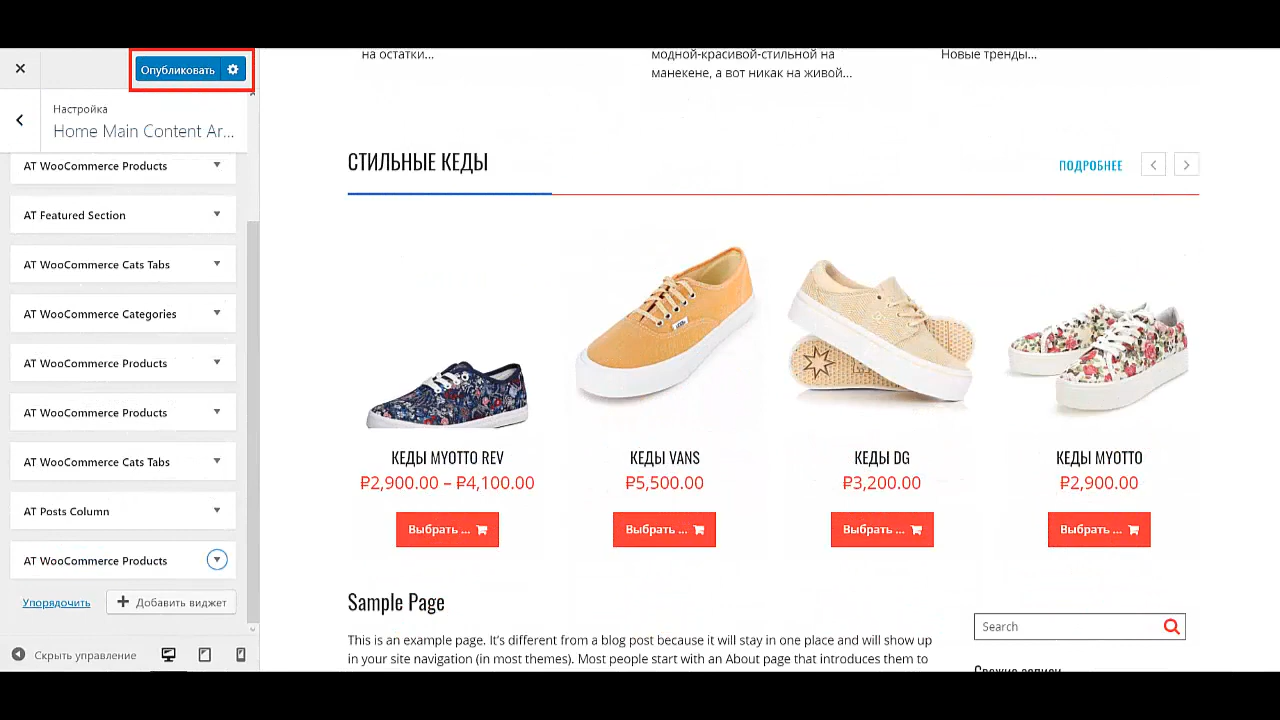 Опубликовать
Настройка
Home Main Content Ar...
AT WooCommerce Products
AT Featured Section
AT WooCommerce Cats Tabs
AT WooCommerce Categories
AT WooCommerce Products
AT WooCommerce Products
AT WooCommerce Cats Tabs
AT Posts Column
AT WooCommerce Products
Упорядочить
Добавить виджет
Скрыть управление
на остатки...
модной-красивой-стильной на
манекене, а вот никак на живой...
Новые тренды...
СТИЛЬНЫЕ КЕДЫ
ПОДРОБНЕЕ
КЕДЫ MYOTTO REV
₽2,900.00 – ₽4,100.00
Выбрать ...
КЕДЫ VANS
₽5,500.00
Выбрать ...
КЕДЫ DG
₽3,200.00
Выбрать ...
КЕДЫ MYOTTO
₽2,900.00
Выбрать ...
Sample Page
This is an example page. It's different from a blog post because it will stay in one place and will show up
in your site navigation (in most themes). Most people start with an About page that introduces them to
Search
Свежие записи